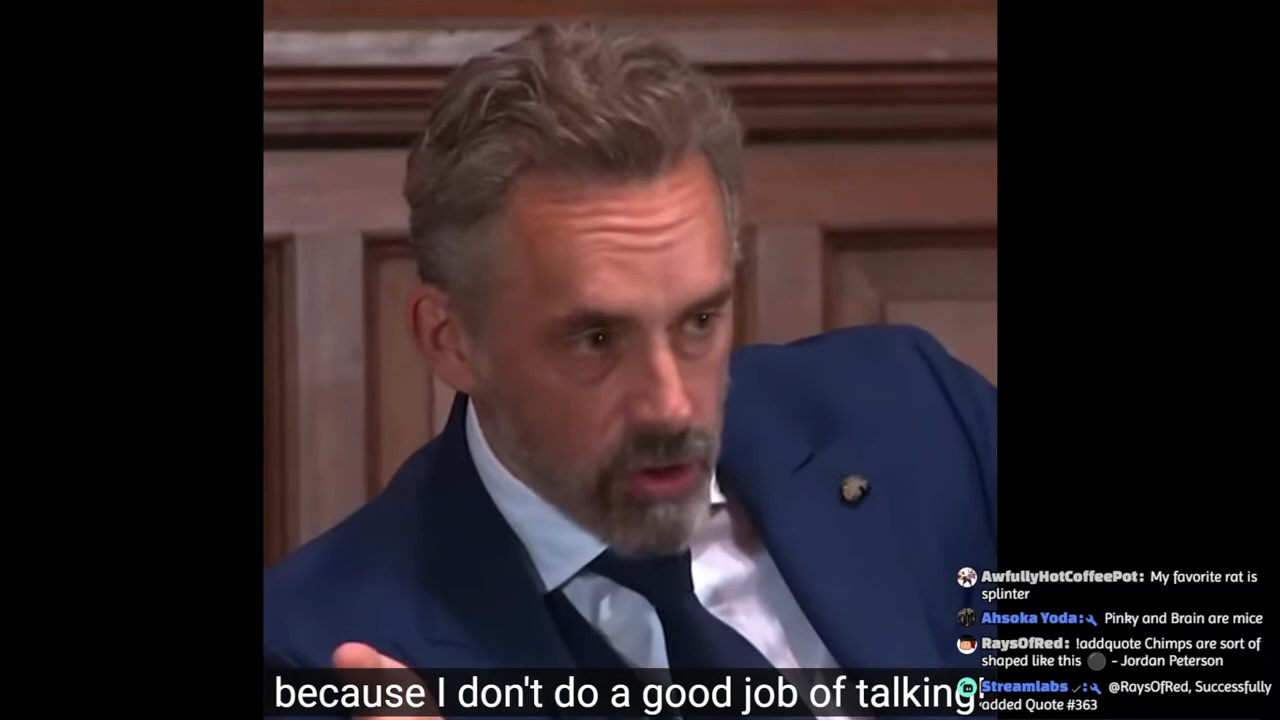 AwfullyHotCoffeePot: My favorite rat is
splinter
Ahsoka Yoda: Pinky and Brain are mice
RaysOfRed: !addquote Chimps are sort of
shaped like this - Jordan Peterson
Streamlabs: @RaysOfRed, Successfully
added Quote #363
because I don't do a good job of talking